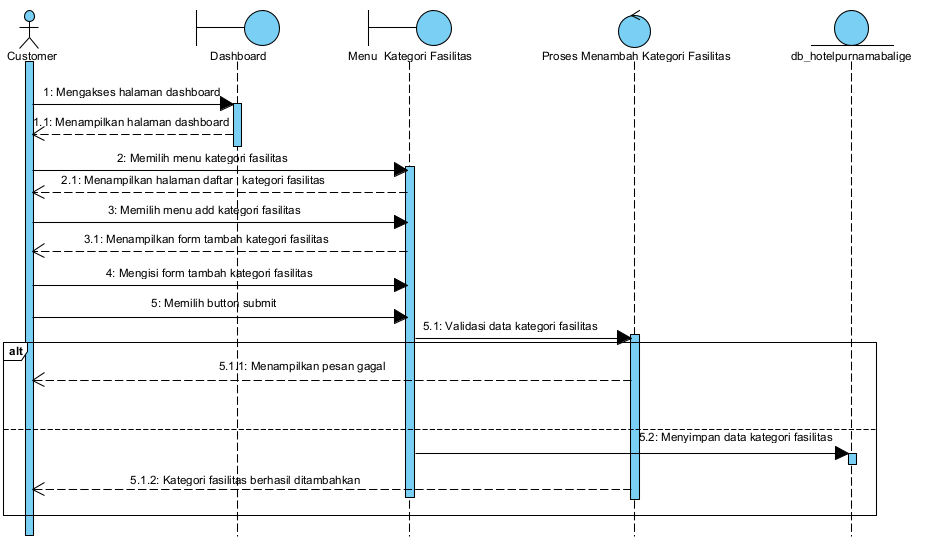 Customer
Dashboard
Menu Kategori Fasilitas
Proses Menambah Kategori Fasilitas
db_hotelpurnamabalige
1: Mengakses halaman dashboard
1.1: Menampilkan halaman dashboard
2: Memilih menu kategori fasilitas
2.1: Menampilkan halaman daftar kategori fasilitas
3: Memilih menu add kategori fasilitas
3.1: Menampilkan form tambah kategori fasilitas
4: Mengisi form tambah kategori fasilitas
5: Memilih button submit
5.1: Validasi data kategori fasilitas
alt
5.1.1: Menampilkan pesan gagal
5.2: Menyimpan data kategori fasilitas
5.1.2: Kategori fasilitas berhasil ditambahkan